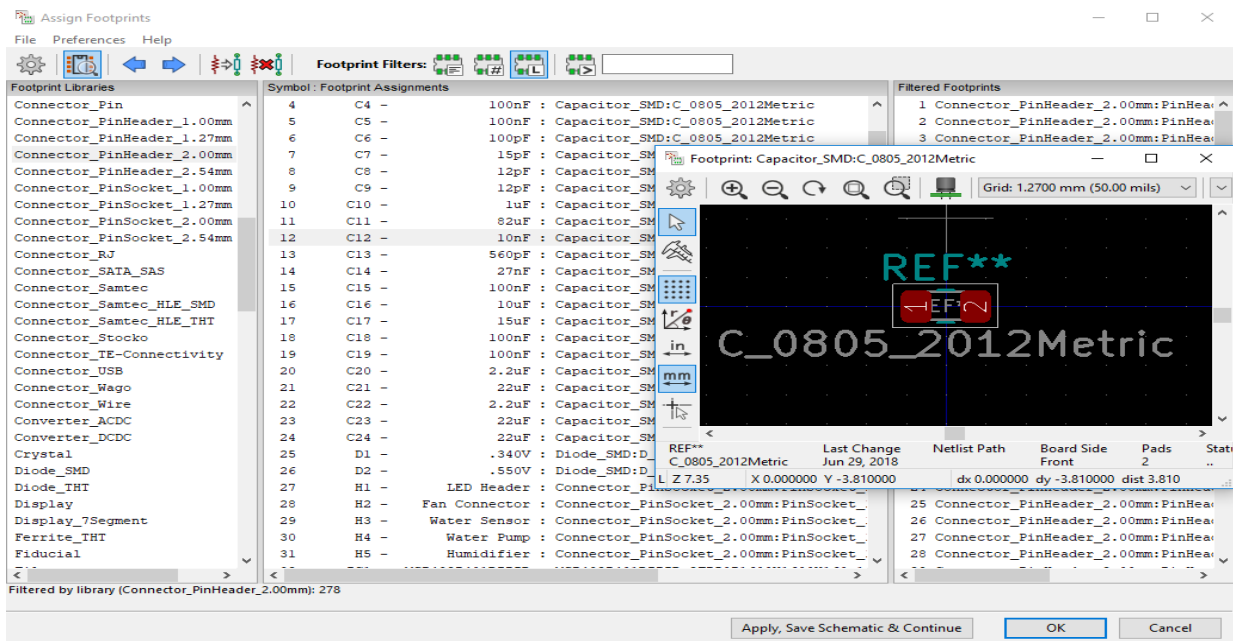 Assign Footprints
File Preferences Help
Footprint Filters:
Footprint Libraries
Connector_Pin
Connector_PinHeader_1.00mm
Connector_PinHeader_1.27mm
Connector_PinHeader_2.00mm
Connector_PinHeader_2.54mm
Connector_PinSocket_1.00mm
Connector_PinSocket_1.27mm
Connector_PinSocket_2.00mm
Connector_PinSocket_2.54mm
Connector_RJ
Connector_SATA_SAS
Connector_Samtec
Connector_Samtec_HLE_SMD
Connector_Samtec_HLE_THT
Connector_Stocko
Connector_TE-Connectivity
Connector_USB
Connector_Wago
Connector_Wire
Converter_ACDC
Converter_DCDC
Crystal
Diode_SMD
Diode_THT
Display
Display_7Segment
Ferrite_THT
Fiducial
Symbol : Footprint Assignments
4 C4 - 100nF : Capacitor_SMD:C_0805_2012Metric
5 C5 - 100nF : Capacitor_SMD:C_0805_2012Metric
6 C6 - 100pF : Capacitor_SMD:C_0805_2012Metric
7 C7 - 15pF : Capacitor_SM
8 C8 - 12pF : Capacitor_SM
9 C9 - 12pF : Capacitor_SM
10 C10 - 1uF : Capacitor_SM
11 C11 - 82uF : Capacitor_SM
12 C12 - 10nF : Capacitor_SM
13 C13 - 560pF : Capacitor_SM
14 C14 - 27nF : Capacitor_SM
15 C15 - 100nF : Capacitor_SM
16 C16 - 10uF : Capacitor_SM
17 C17 - 15uF : Capacitor_SM
18 C18 - 100nF : Capacitor_SM
19 C19 - 100nF : Capacitor_SM
20 C20 - 2.2uF : Capacitor_SM
21 C21 - 22uF : Capacitor_SM
22 C22 - 2.2uF : Capacitor_SM
23 C23 - 22uF : Capacitor_SM
24 C24 - 22uF : Capacitor_SM
25 D1 - .340V : Diode_SMD:D_
26 D2 - .550V : Diode_SMD:D_
27 H1 - LED Header :
28 H2 - Fan Connector : Connector_PinSocket_2.00mm:PinSocket_
29 H3 - Water Sensor : Connector_PinSocket_2.00mm:PinSocket_
30 H4 - Water Pump : Connector_PinSocket_2.00mm:PinSocket_
31 H5 - Humidifier : Connector_PinSocket_2.00mm:PinSocket_
Filtered Footprints
1 Connector_PinHeader_2.00mm:PinHea
2 Connector_PinHeader_2.00mm:PinHea
3 Connector_PinHeader_2.00mm:PinHea
25 Connector_PinHeader_2.00mm:PinHea
26 Connector_PinHeader_2.00mm:PinHea
27 Connector_PinHeader_2.00mm:PinHea
28 Connector_PinHeader_2.00mm:PinHea
Footprint: Capacitor_SMD:C_0805_2012Metric
Grid: 1.2700 mm (50.00 mils)
in
mm
REF**
1 EF* 2
C_0805_2012Metric
REF** Last Change Netlist Path Board Side Pads Stat
C_0805_2012Metric Jun 29, 2018 Front 2 ..
L Z 7.35 X 0.000000 Y -3.810000 dx 0.000000 dy -3.810000 dist 3.810
Filtered by library (Connector_PinHeader_2.00mm): 278
Apply, Save Schematic & Continue
OK
Cancel